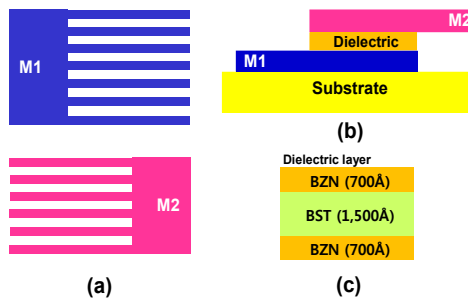 M1
M2
(a)
M2
Dielectric
M1
Substrate
(b)
Dielectric layer
BZN (700Å)
BST (1,500Å)
BZN (700Å)
(c)